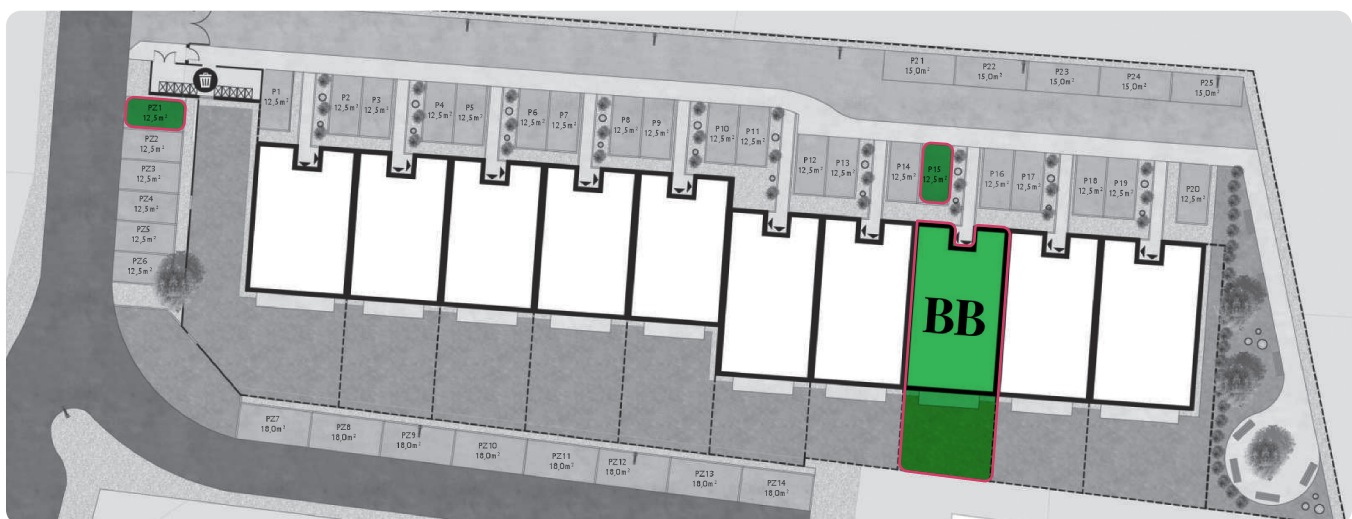 P21
15,0m²
P22
15,0m²
P23
15,0m²
P24
15,0m²
P25
15,0m²
P1
12,5m²
P2
12,5m²
P3
12,5m²
P4
12,5m²
P5
12,5m²
P6
12,5m²
P7
12,5m²
P8
12,5m²
P9
12,5m²
P10
12,5m²
P11
12,5m²
P12
12,5m²
P13
12,5m²
P14
12,5m²
P15
12,5m²
P16
12,5m²
P17
12,5m²
P18
12,5m²
P19
12,5m²
P20
12,5m²
PZ1
12,5m²
PZ2
12,5m²
PZ3
12,5m²
PZ4
12,5m²
PZ5
12,5m²
PZ6
12,5m²
BB
PZ7
18,0m²
PZ8
18,0m²
PZ9
18,0m²
PZ10
18,0m²
PZ11
18,0m²
PZ12
18,0m²
PZ13
18,0m²
PZ14
18,0m²